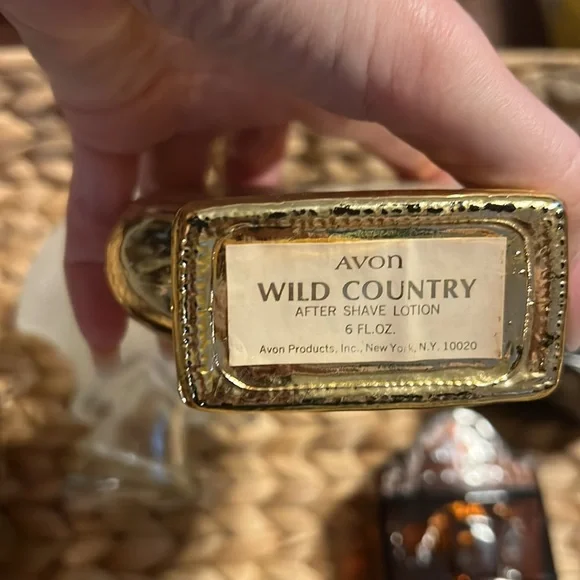 AVON
WILD COUNTRY
AFTER SHAVE LOTION
6 FL.OZ.
Avon Products, Inc., New York, N.Y. 10020